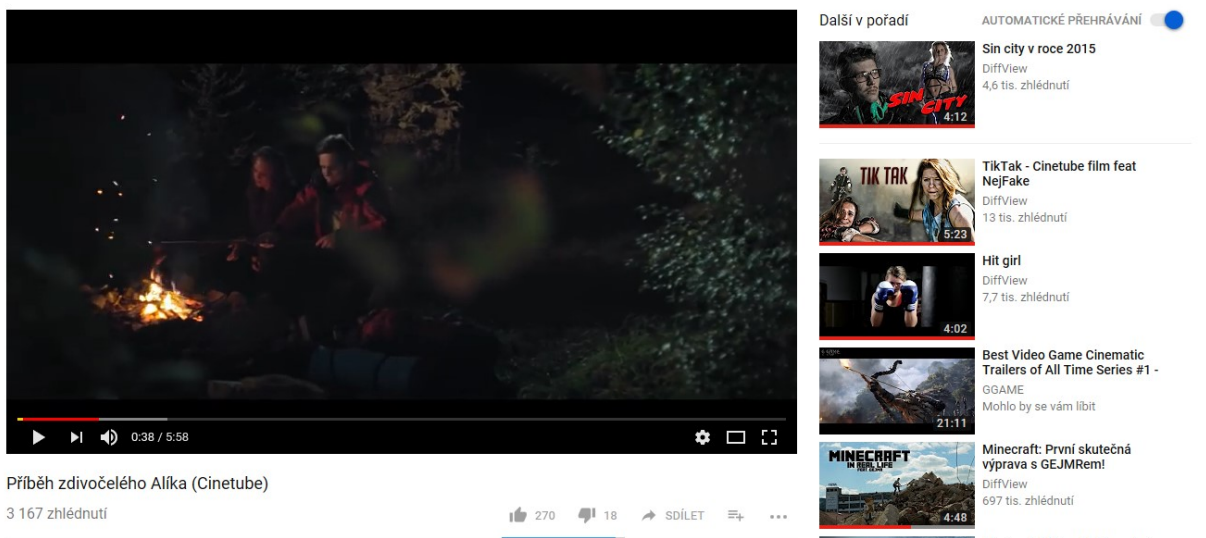 0:38 / 5:58
Příběh zdivočelého Alíka (Cinetube)
3 167 zhlédnutí
270
18
SDÍLET
Další v pořadí
AUTOMATICKÉ PŘEHRÁVÁNÍ
SIN CITY
4:12
Sin city v roce 2015
DiffView
4,6 tis. zhlédnutí
TIK TAK
5:23
TikTak - Cinetube film feat
NejFake
DiffView
13 tis. zhlédnutí
4:02
Hit girl
DiffView
7,7 tis. zhlédnutí
21:11
Best Video Game Cinematic
Trailers of All Time Series #1 -
GGAME
Mohlo by se vám líbit
MINECRAFT
IN REAL LIFE
4:48
Minecraft: První skutečná
výprava s GEJMRem!
DiffView
697 tis. zhlédnutí